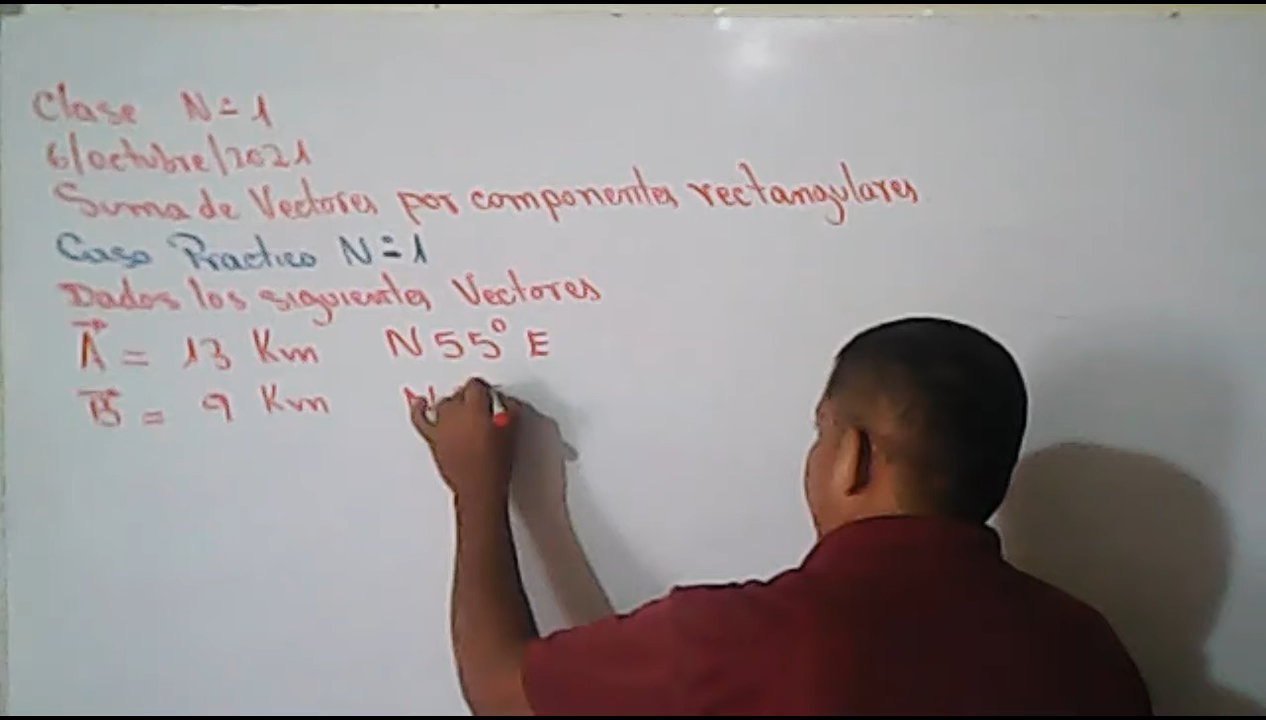 Clase N=1
6/octubre/2021
Suma de Vectores por componentes rectangulares
Caso Practico N=1
Dados los siguientes Vectores
A⃗ = 13 Km N 55° E
B⃗ = 9 Km N